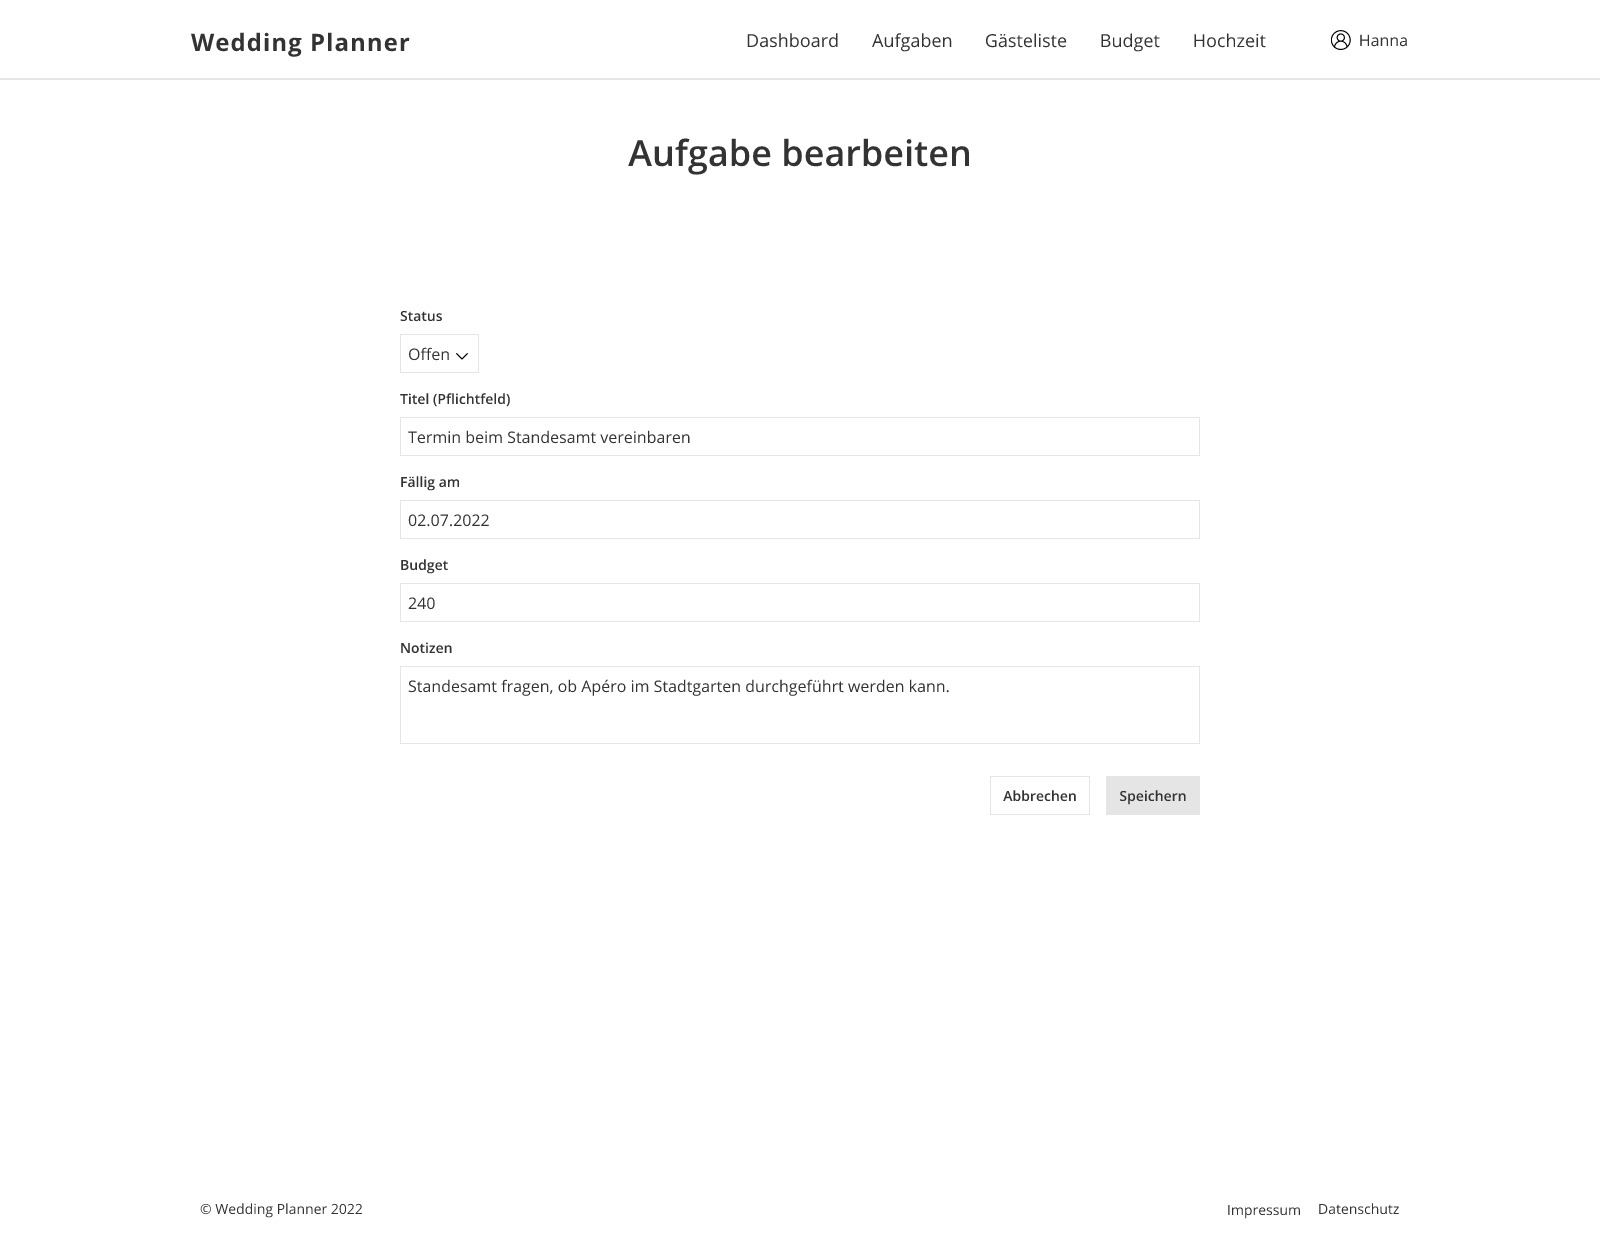 Wedding Planner
Dashboard Aufgaben Gästeliste Budget Hochzeit Hanna
Aufgabe bearbeiten
Status
Offen
Titel (Pflichtfeld)
Termin beim Standesamt vereinbaren
Fällig am
02.07.2022
Budget
240
Notizen
Standesamt fragen, ob Apéro im Stadtgarten durchgeführt werden kann.
Abbrechen Speichern
© Wedding Planner 2022
Impressum Datenschutz